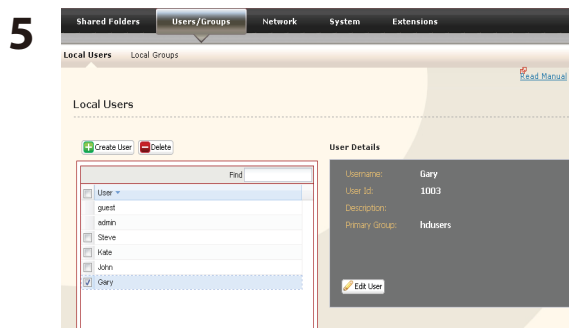 5
Shared Folders Users/Groups Network System Extensions
Local Users Local Groups
Read Manual
Local Users
Create User Delete
User Details
Find
User
guest
admin
Steve
Kate
John
Gary
Username: Gary
User Id: 1003
Description:
Primary Group: hdusers
Edit User